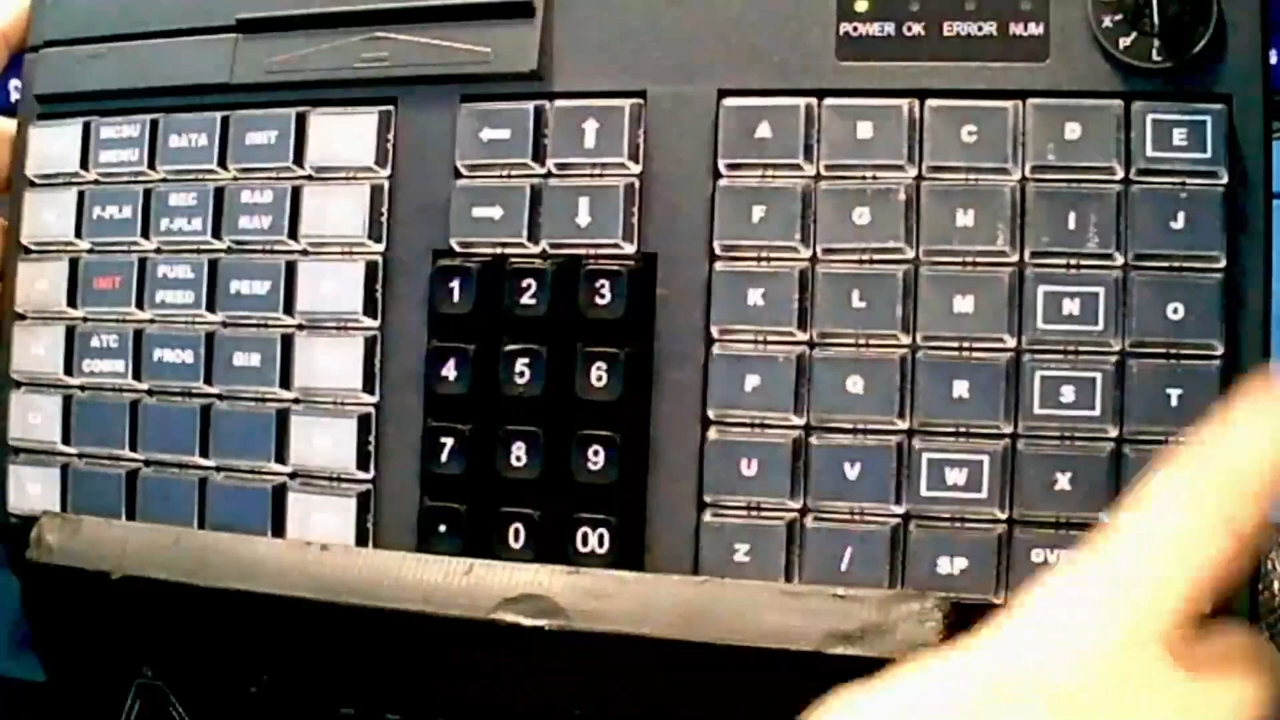 POWER OK ERROR NUM
X
P
L
MCDU
MENU
DATA
INIT
← ↑
A B C D E
F-PLN
SEC
F-PLN
RAD
NAV
→ ↓
F G H I J
INIT
FUEL
PRED
PERF
1 2 3
K L M N O
ATC
COMM
PROG
DIR
4 5 6
P Q R S T
7 8 9
U V W X
. 0 00
Z / SP